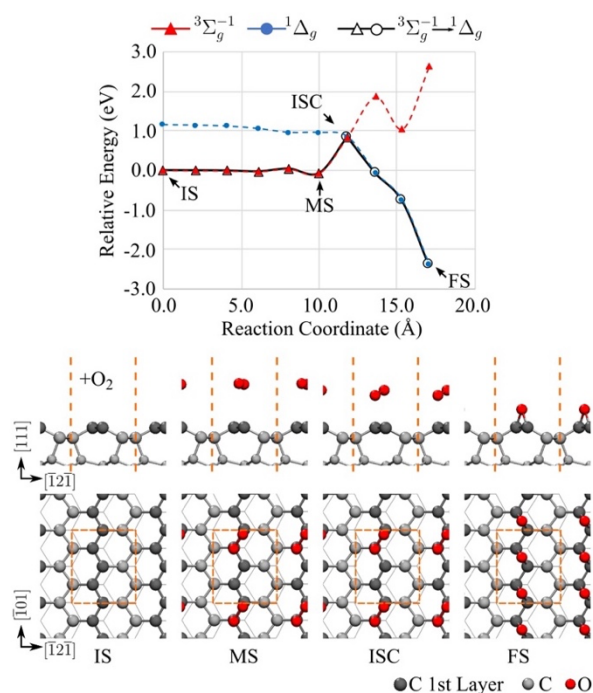 ³Σg⁻¹ ¹Δg ³Σg⁻¹→¹Δg
3.0
2.0
1.0
0.0
-1.0
-2.0
-3.0
Relative Energy (eV)
ISC
IS
MS
FS
0.0 5.0 10.0 15.0 20.0
Reaction Coordinate (Å)
+O₂
[111]
[1̅21̅]
[1̅01]
[1̅21̅]
IS MS ISC FS
C 1st Layer C O